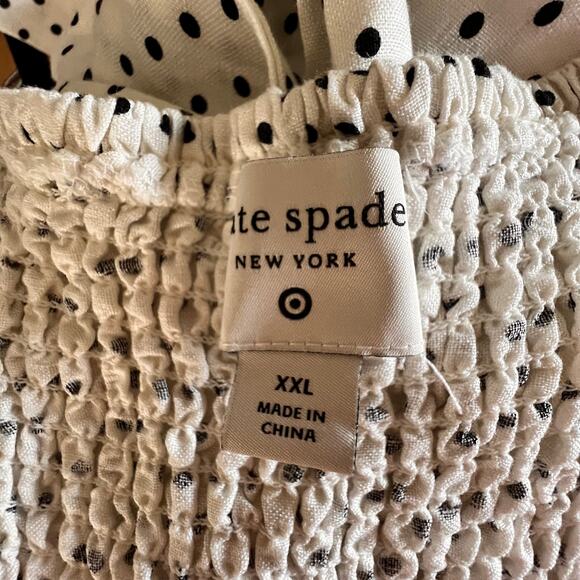 ate spade
NEW YORK
XXL
MADE IN
CHINA